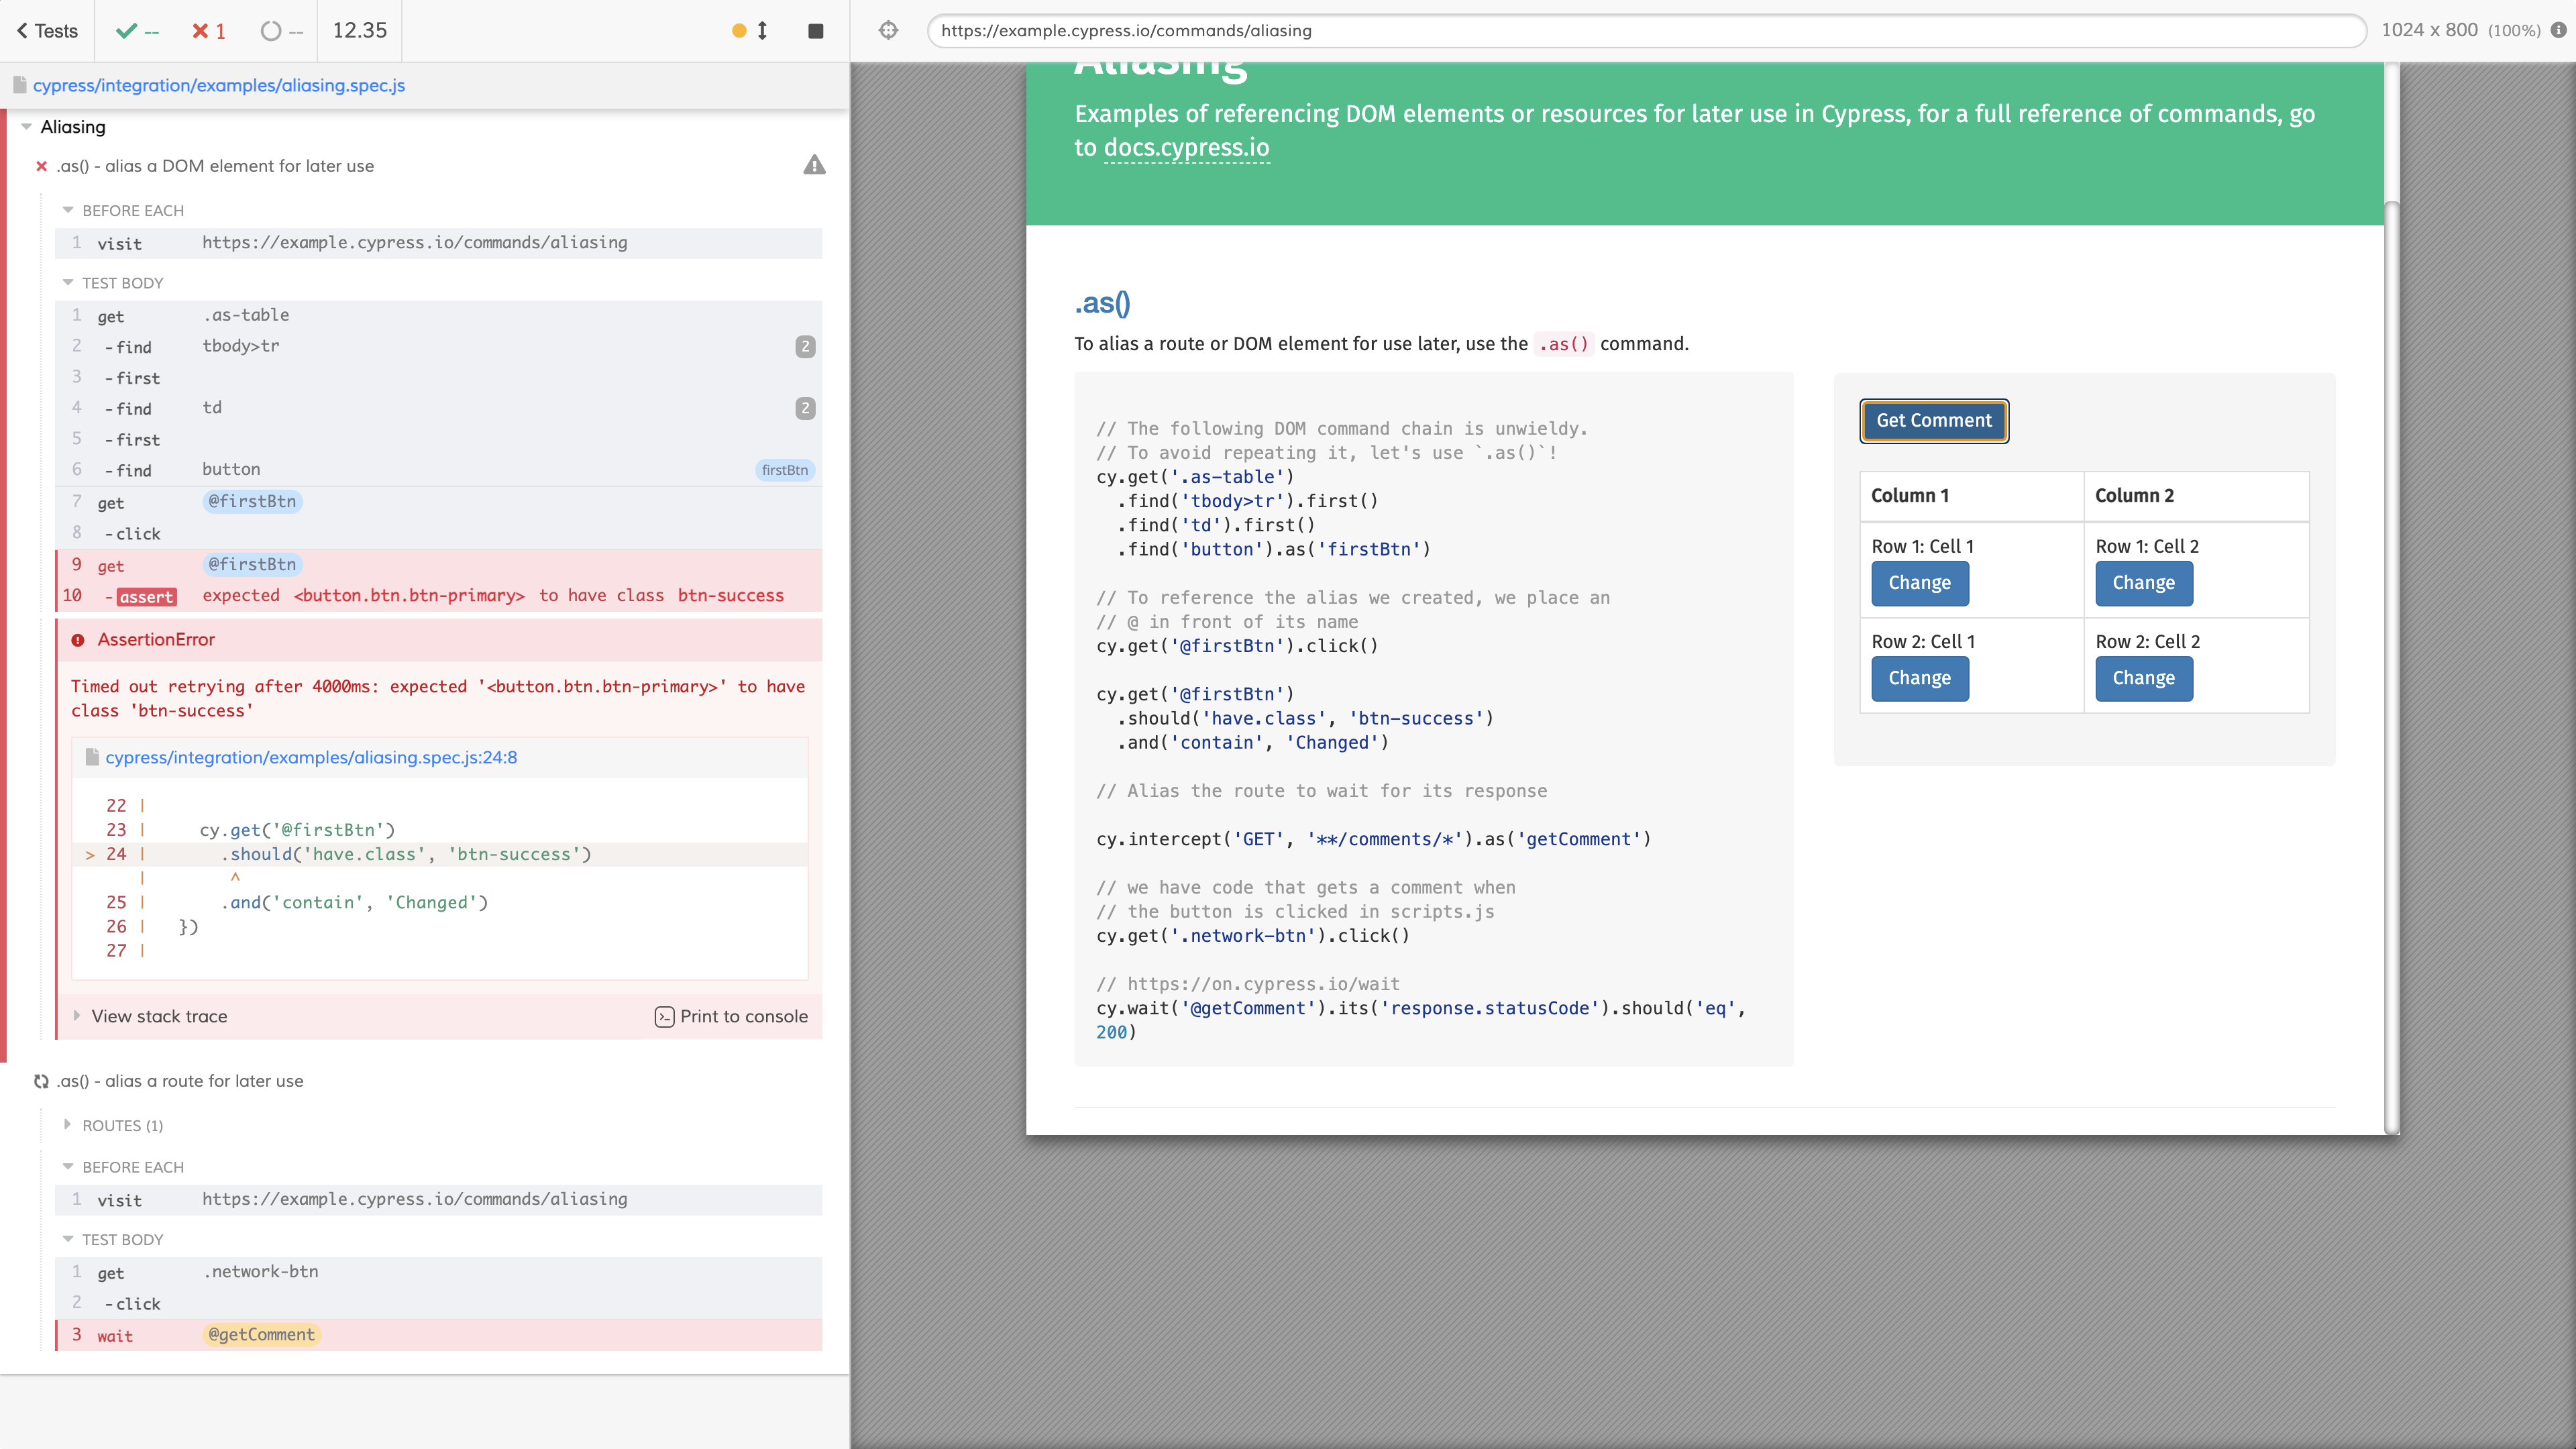 Tests
--
1
--
12.35
https://example.cypress.io/commands/aliasing
1024 x 800 (100%)
cypress/integration/examples/aliasing.spec.js
Aliasing
.as() - alias a DOM element for later use
BEFORE EACH
1 visit https://example.cypress.io/commands/aliasing
TEST BODY
1 get .as-table
2 -find tbody>tr 2
3 -first
4 -find td 2
5 -first
6 -find button firstBtn
7 get @firstBtn
8 -click
9 get @firstBtn
10 -assert expected <button.btn.btn-primary> to have class btn-success
AssertionError
Timed out retrying after 4000ms: expected '<button.btn.btn-primary>' to have
class 'btn-success'
cypress/integration/examples/aliasing.spec.js:24:8
22 |
23 | cy.get('@firstBtn')
> 24 | .should('have.class', 'btn-success')
| ^
25 | .and('contain', 'Changed')
26 | })
27 |
View stack trace
Print to console
.as() - alias a route for later use
ROUTES (1)
BEFORE EACH
1 visit https://example.cypress.io/commands/aliasing
TEST BODY
1 get .network-btn
2 -click
3 wait @getComment
Aliasing
Examples of referencing DOM elements or resources for later use in Cypress, for a full reference of commands, go
to docs.cypress.io
.as()
To alias a route or DOM element for use later, use the .as() command.
// The following DOM command chain is unwieldy.
// To avoid repeating it, let's use `.as()`!
cy.get('.as-table')
.find('tbody>tr').first()
.find('td').first()
.find('button').as('firstBtn')
// To reference the alias we created, we place an
// @ in front of its name
cy.get('@firstBtn').click()
cy.get('@firstBtn')
.should('have.class', 'btn-success')
.and('contain', 'Changed')
// Alias the route to wait for its response
cy.intercept('GET', '**/comments/*').as('getComment')
// we have code that gets a comment when
// the button is clicked in scripts.js
cy.get('.network-btn').click()
// https://on.cypress.io/wait
cy.wait('@getComment').its('response.statusCode').should('eq',
200)
Get Comment
Column 1 Column 2
Row 1: Cell 1 Row 1: Cell 2
Change Change
Row 2: Cell 1 Row 2: Cell 2
Change Change